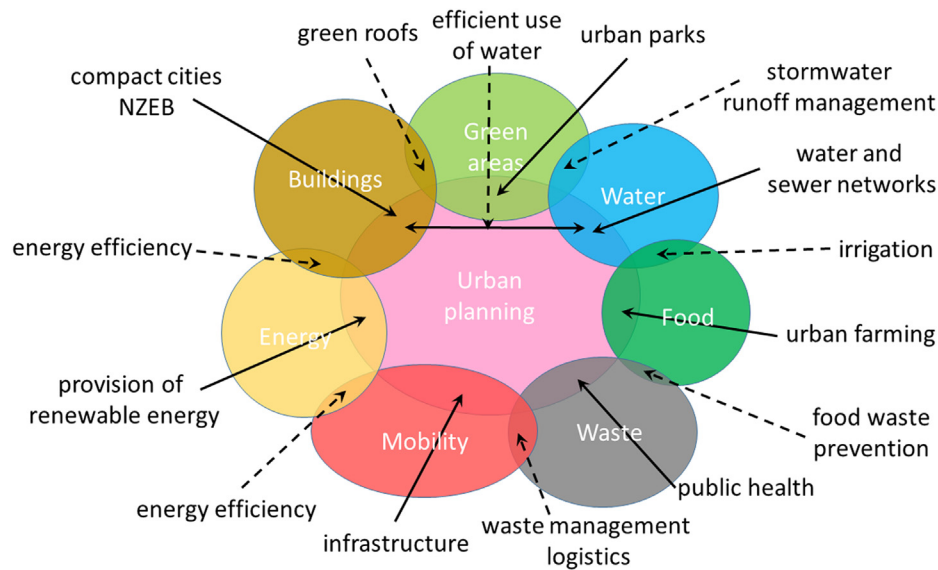 efficient use
of water
green roofs
urban parks
compact cities
NZEB
stormwater
runoff management
Green
areas
Buildings
Water
water and
sewer networks
energy efficiency
irrigation
Urban
planning
Energy
Food
urban farming
provision of
renewable energy
Mobility
Waste
food waste
prevention
energy efficiency
public health
infrastructure
waste management
logistics